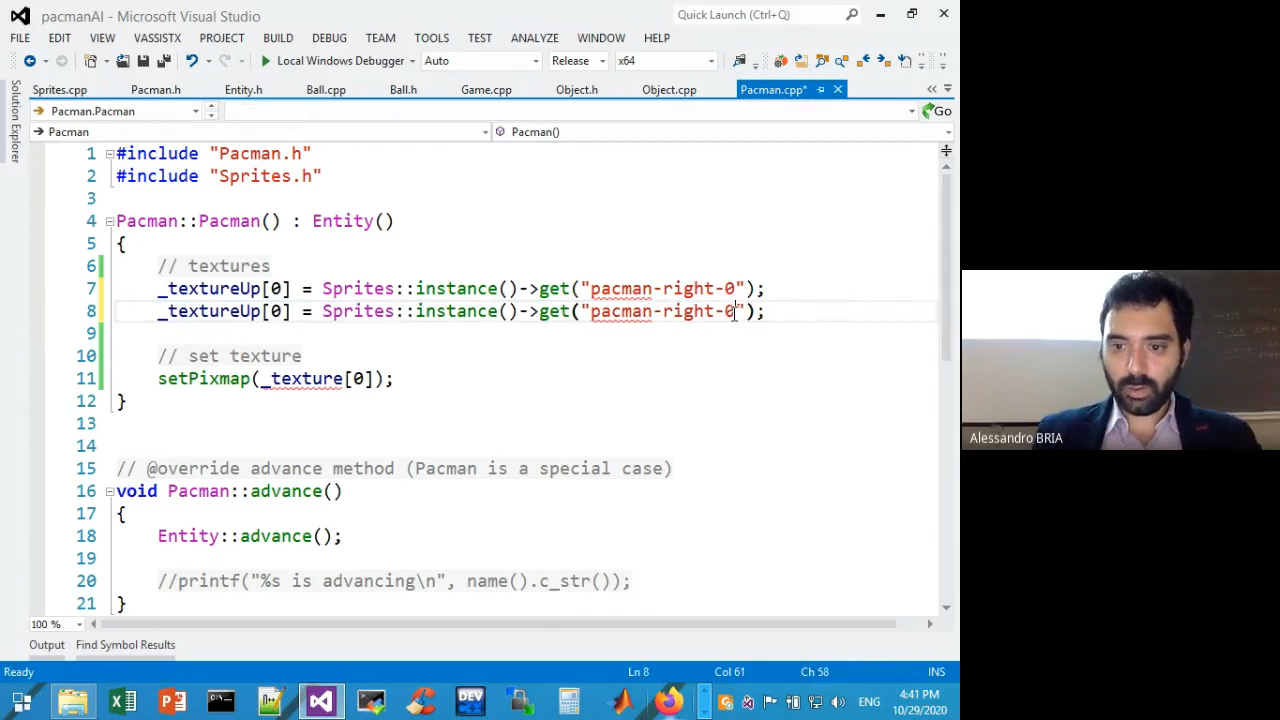 pacmanAI - Microsoft Visual Studio
Quick Launch (Ctrl+Q)
FILE EDIT VIEW VASSISTX PROJECT BUILD DEBUG TEAM TOOLS TEST ANALYZE WINDOW HELP
Local Windows Debugger Auto Release x64
Sprites.cpp Pacman.h Entity.h Ball.cpp Ball.h Game.cpp Object.h Object.cpp Pacman.cpp*
Solution Explorer
Pacman.Pacman Go
Pacman Pacman()
1 #include "Pacman.h"
2 #include "Sprites.h"
3
4 Pacman::Pacman() : Entity()
5 {
6 // textures
7 _textureUp[0] = Sprites::instance()->get("pacman-right-0");
8 _textureUp[0] = Sprites::instance()->get("pacman-right-0");
9
10 // set texture
11 setPixmap(_texture[0]);
12 }
13
14
15 // @override advance method (Pacman is a special case)
16 void Pacman::advance()
17 {
18 Entity::advance();
19
20 //printf("%s is advancing\n", name().c_str());
21 }
100 %
Output Find Symbol Results
Ready Ln 8 Col 61 Ch 58 INS
DEV
ENG
4:41 PM
10/29/2020
Alessandro BRIA